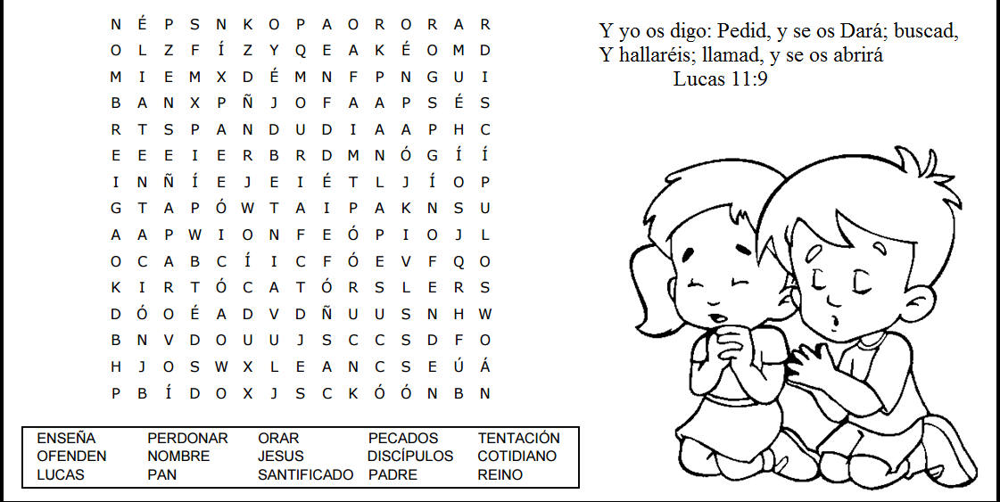 N É P S N K O P A O R O R A R
O L Z F Í Z Y Q E A K É O M D
M I E M X D É M N F P N G U I
B A N X P Ñ J O F A A P S É S
R T S P A N D U D I A A P H C
E E E I E R B R D M N Ó G Í Í
I N Ñ Í E J E I É T L J Í O P
G T A P Ó W T A I P A K N S U
A A P W I O N F E Ó P I O J L
O C A B C Í I C F Ó E V F Q O
K I R T Ó C A T Ó R S L E R S
D Ó O É A D V D Ñ U U S N H W
B N V D O U U J S C C S D F O
H J O S W X L E A N C S E Ú Á
P B Í D O X J S C K Ó Ó N B N
ENSEÑA PERDONAR ORAR PECADOS TENTACIÓN
OFENDEN NOMBRE JESUS DISCÍPULOS COTIDIANO
LUCAS PAN SANTIFICADO PADRE REINO
Y yo os digo: Pedid, y se os Dará; buscad,
Y hallaréis; llamad, y se os abrirá
Lucas 11:9